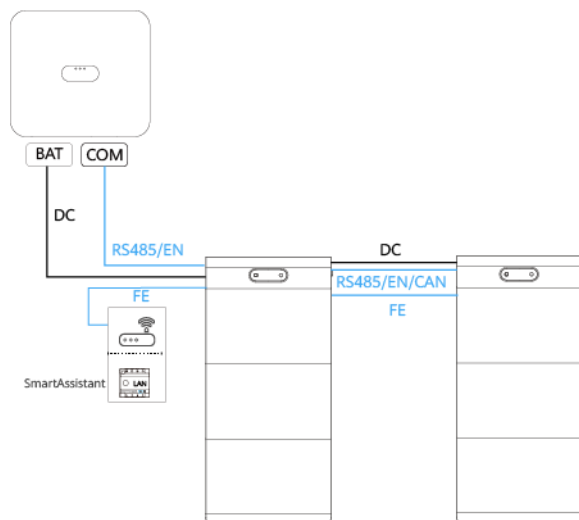 BAT
COM
DC
RS485/EN
DC
RS485/EN/CAN
FE
FE
SmartAssistant
LAN